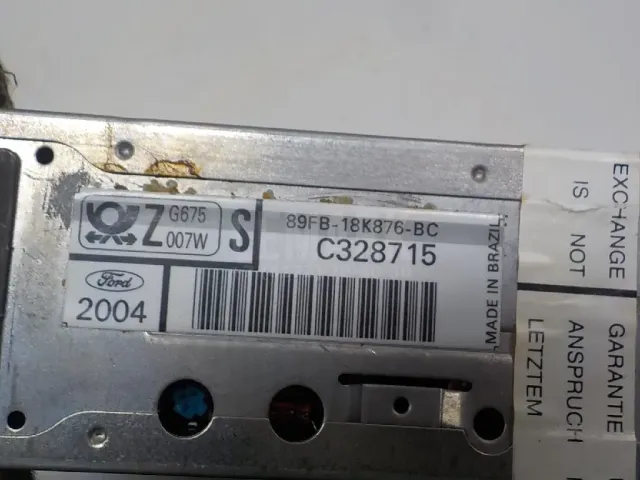 Z G675 007W S
89FB-18K876-BC
C328715
Ford
2004
MADE IN BRAZIL
EXCHANGE
IS NOT
GARANTIE
ANSPRUCH
LETZTEM